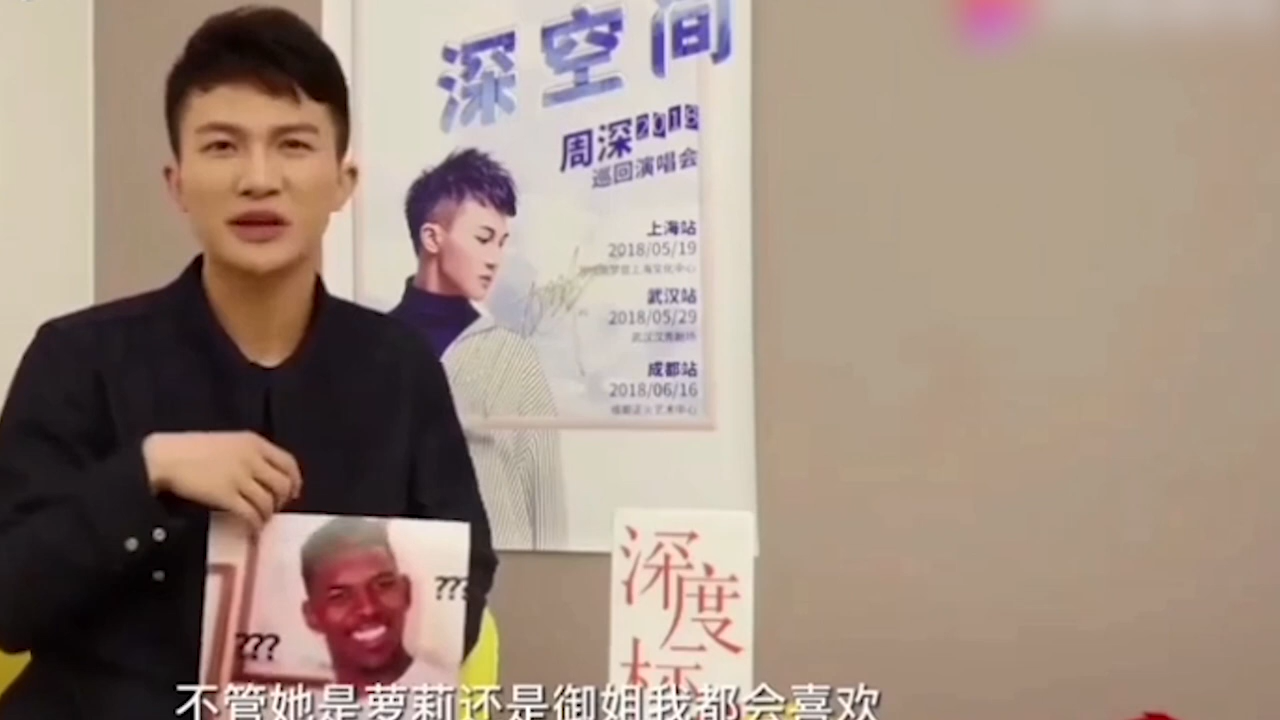 深空间
周深2018
巡回演唱会
上海站
2018/05/19
武汉站
2018/05/29
成都站
2018/06/16
???
???
深度
标
不管她是萝莉还是御姐我都会喜欢